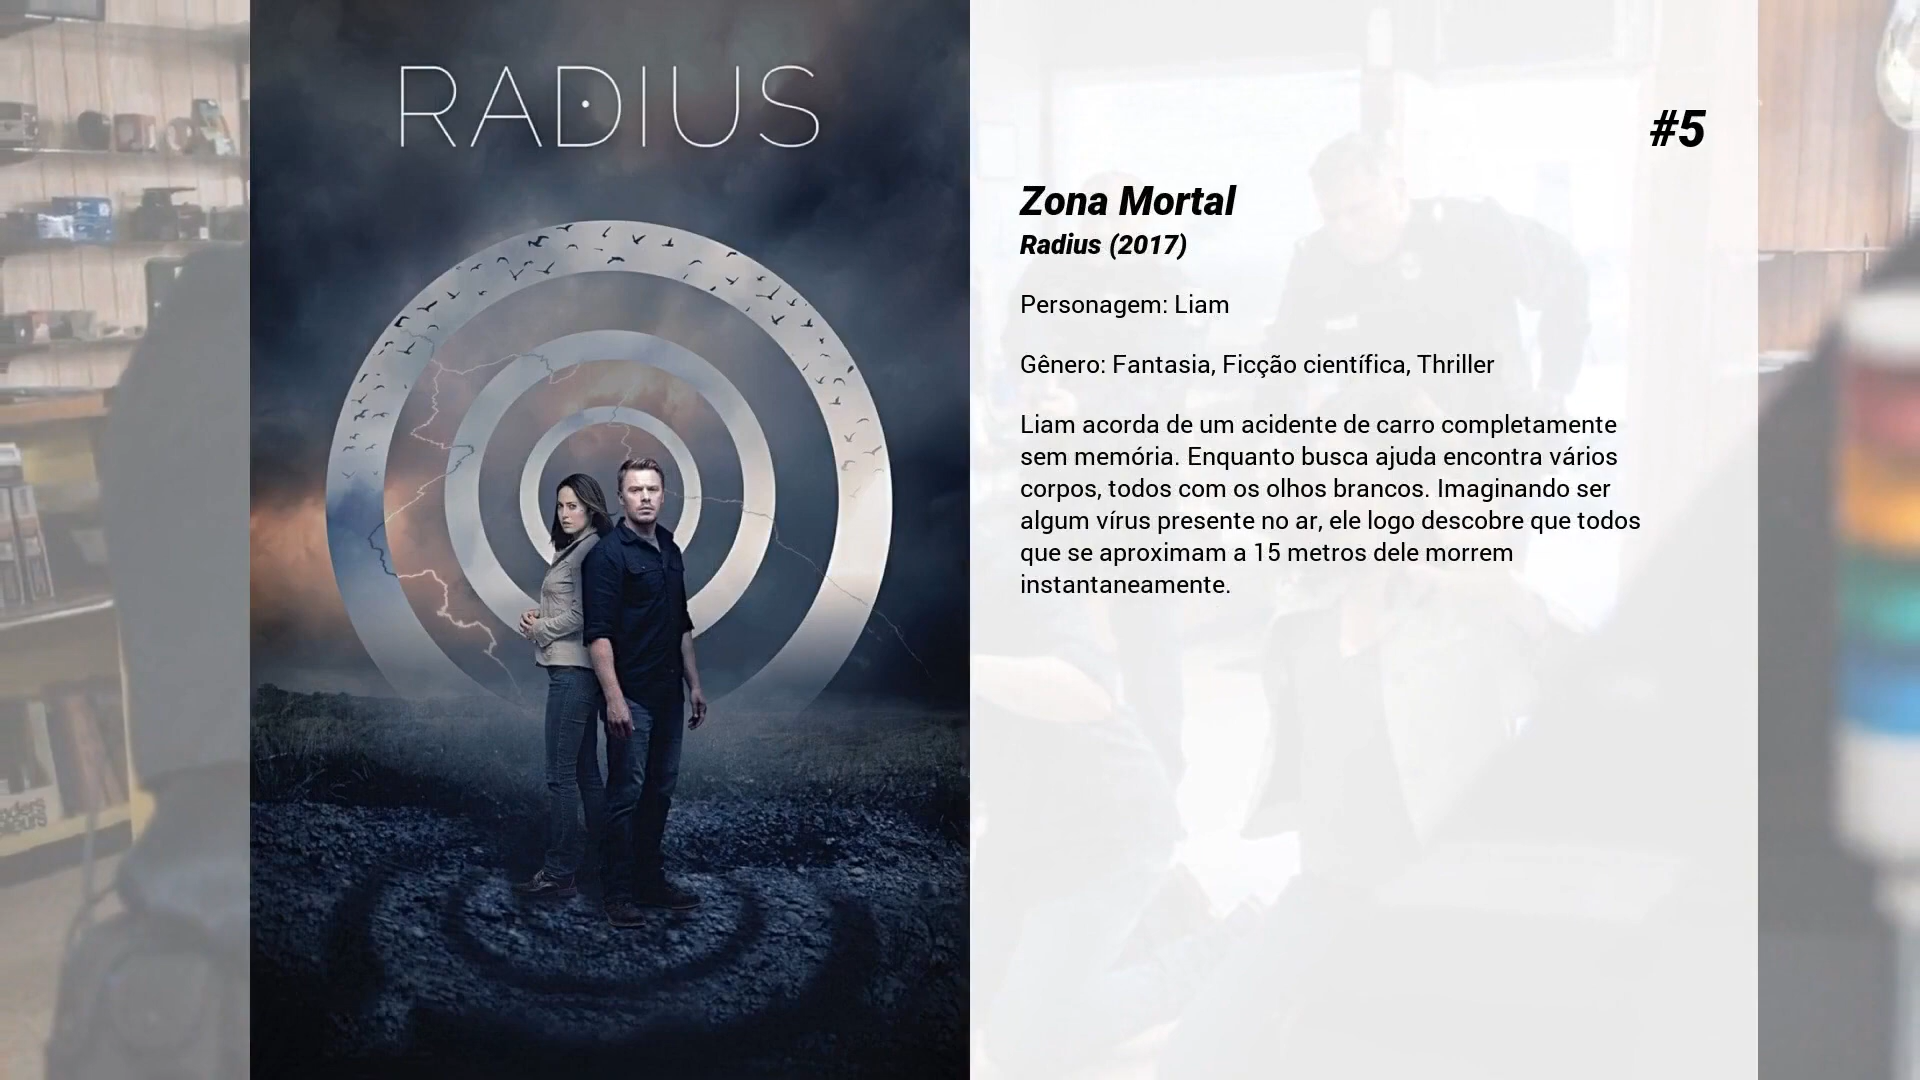 RADIUS
#5
Zona Mortal
Radius (2017)
Personagem: Liam
Gênero: Fantasia, Ficção científica, Thriller
Liam acorda de um acidente de carro completamente
sem memória. Enquanto busca ajuda encontra vários
corpos, todos com os olhos brancos. Imaginando ser
algum vírus presente no ar, ele logo descobre que todos
que se aproximam a 15 metros dele morrem
instantaneamente.